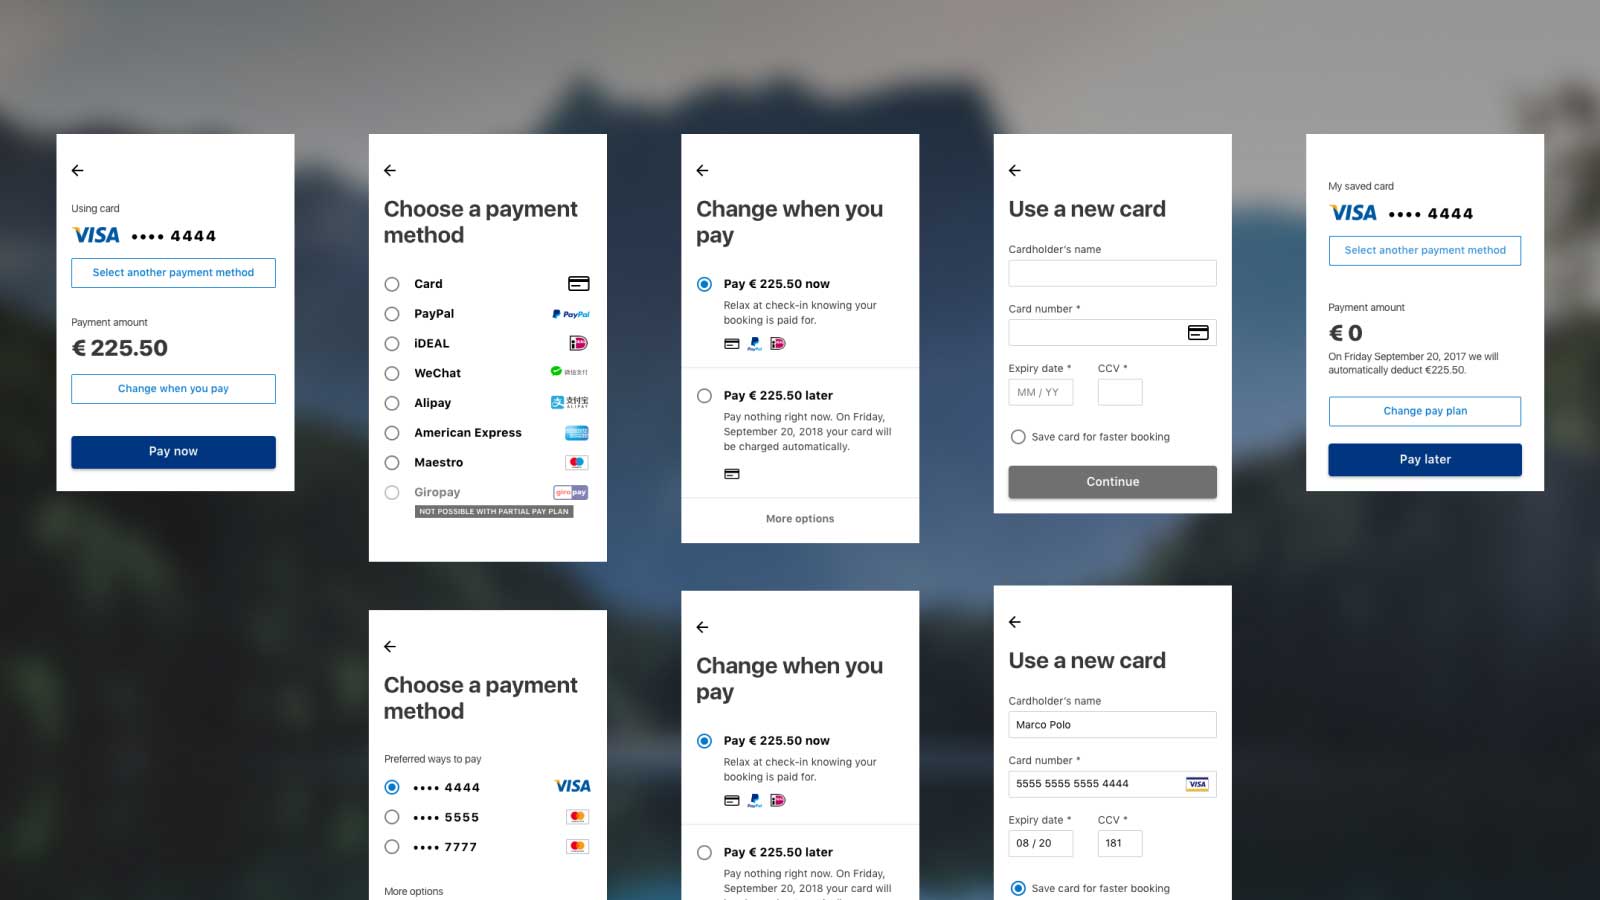 Using card
VISA •••• 4444
Select another payment method
Payment amount
€ 225.50
Change when you pay
Pay now
Choose a payment
method
Card
PayPal PayPal
iDEAL
WeChat 微信支付
Alipay 支付宝
ALIPAY
American Express
Maestro
Giropay giropay
NOT POSSIBLE WITH PARTIAL PAY PLAN
Change when you
pay
Pay € 225.50 now
Relax at check-in knowing your
booking is paid for.
PayPal
Pay € 225.50 later
Pay nothing right now. On Friday,
September 20, 2018 your card will
be charged automatically.
More options
Use a new card
Cardholder's name
Card number *
Expiry date * CCV *
MM / YY
Save card for faster booking
Continue
My saved card
VISA •••• 4444
Select another payment method
Payment amount
€ 0
On Friday September 20, 2017 we will
automatically deduct €225.50.
Change pay plan
Pay later
Choose a payment
method
Preferred ways to pay
•••• 4444 VISA
•••• 5555
•••• 7777
More options
Change when you
pay
Pay € 225.50 now
Relax at check-in knowing your
booking is paid for.
PayPal
Pay € 225.50 later
Pay nothing right now. On Friday,
September 20, 2018 your card will
Use a new card
Cardholder's name
Marco Polo
Card number *
5555 5555 5555 4444 VISA
Expiry date * CCV *
08 / 20 181
Save card for faster booking